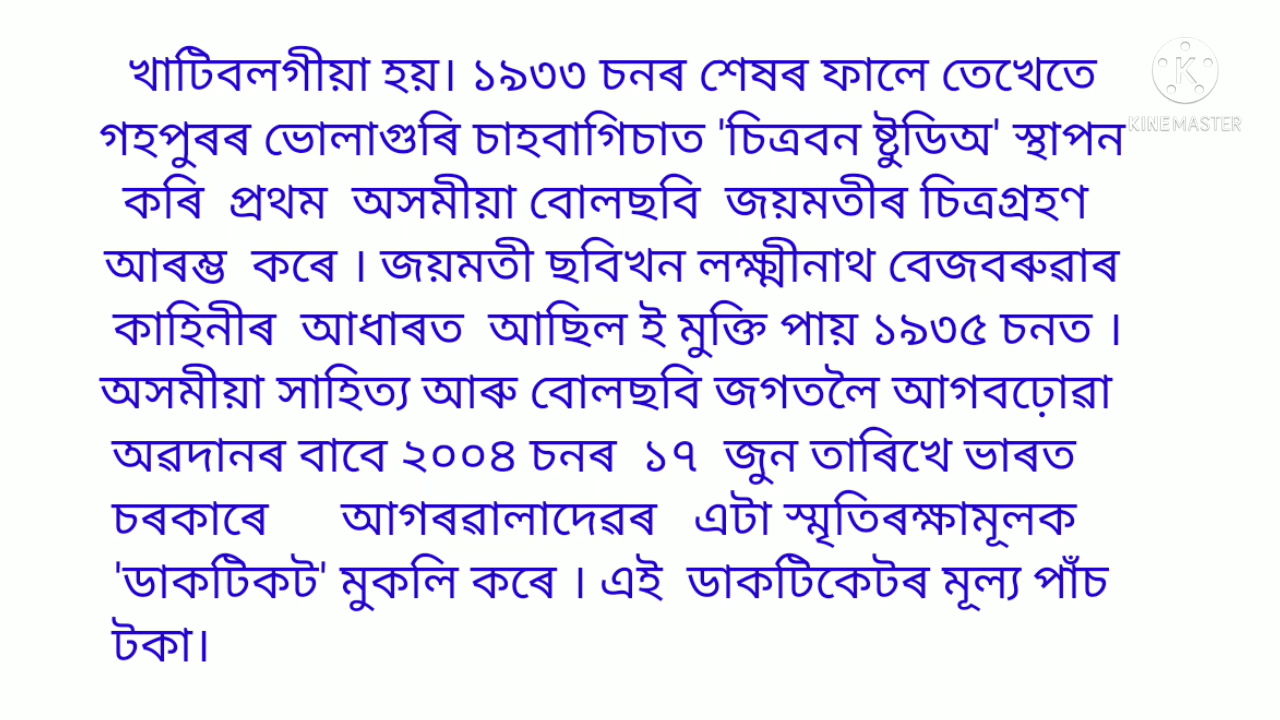 খাটিবলগীয়া হয়। ১৯৩৩ চনৰ শেষৰ ফালে তেখেতে
গহপুৰৰ ভোলাগুৰি চাহবাগিচাত 'চিত্ৰবন ষ্টুডিঅ' স্থাপন
কৰি প্ৰথম অসমীয়া বোলছবি জয়মতীৰ চিত্ৰগ্ৰহণ
আৰম্ভ কৰে । জয়মতী ছবিখন লক্ষ্মীনাথ বেজবৰুৱাৰ
কাহিনীৰ আধাৰত আছিল ই মুক্তি পায় ১৯৩৫ চনত ।
অসমীয়া সাহিত্য আৰু বোলছবি জগতলৈ আগবঢ়োৱা
অৱদানৰ বাবে ২০০৪ চনৰ ১৭ জুন তাৰিখে ভাৰত
চৰকাৰে আগৰৱালাদেৱৰ এটা স্মৃতিৰক্ষামূলক
'ডাকটিকট' মুকলি কৰে । এই ডাকটিকেটৰ মূল্য পাঁচ
টকা।
K
KINEMASTER